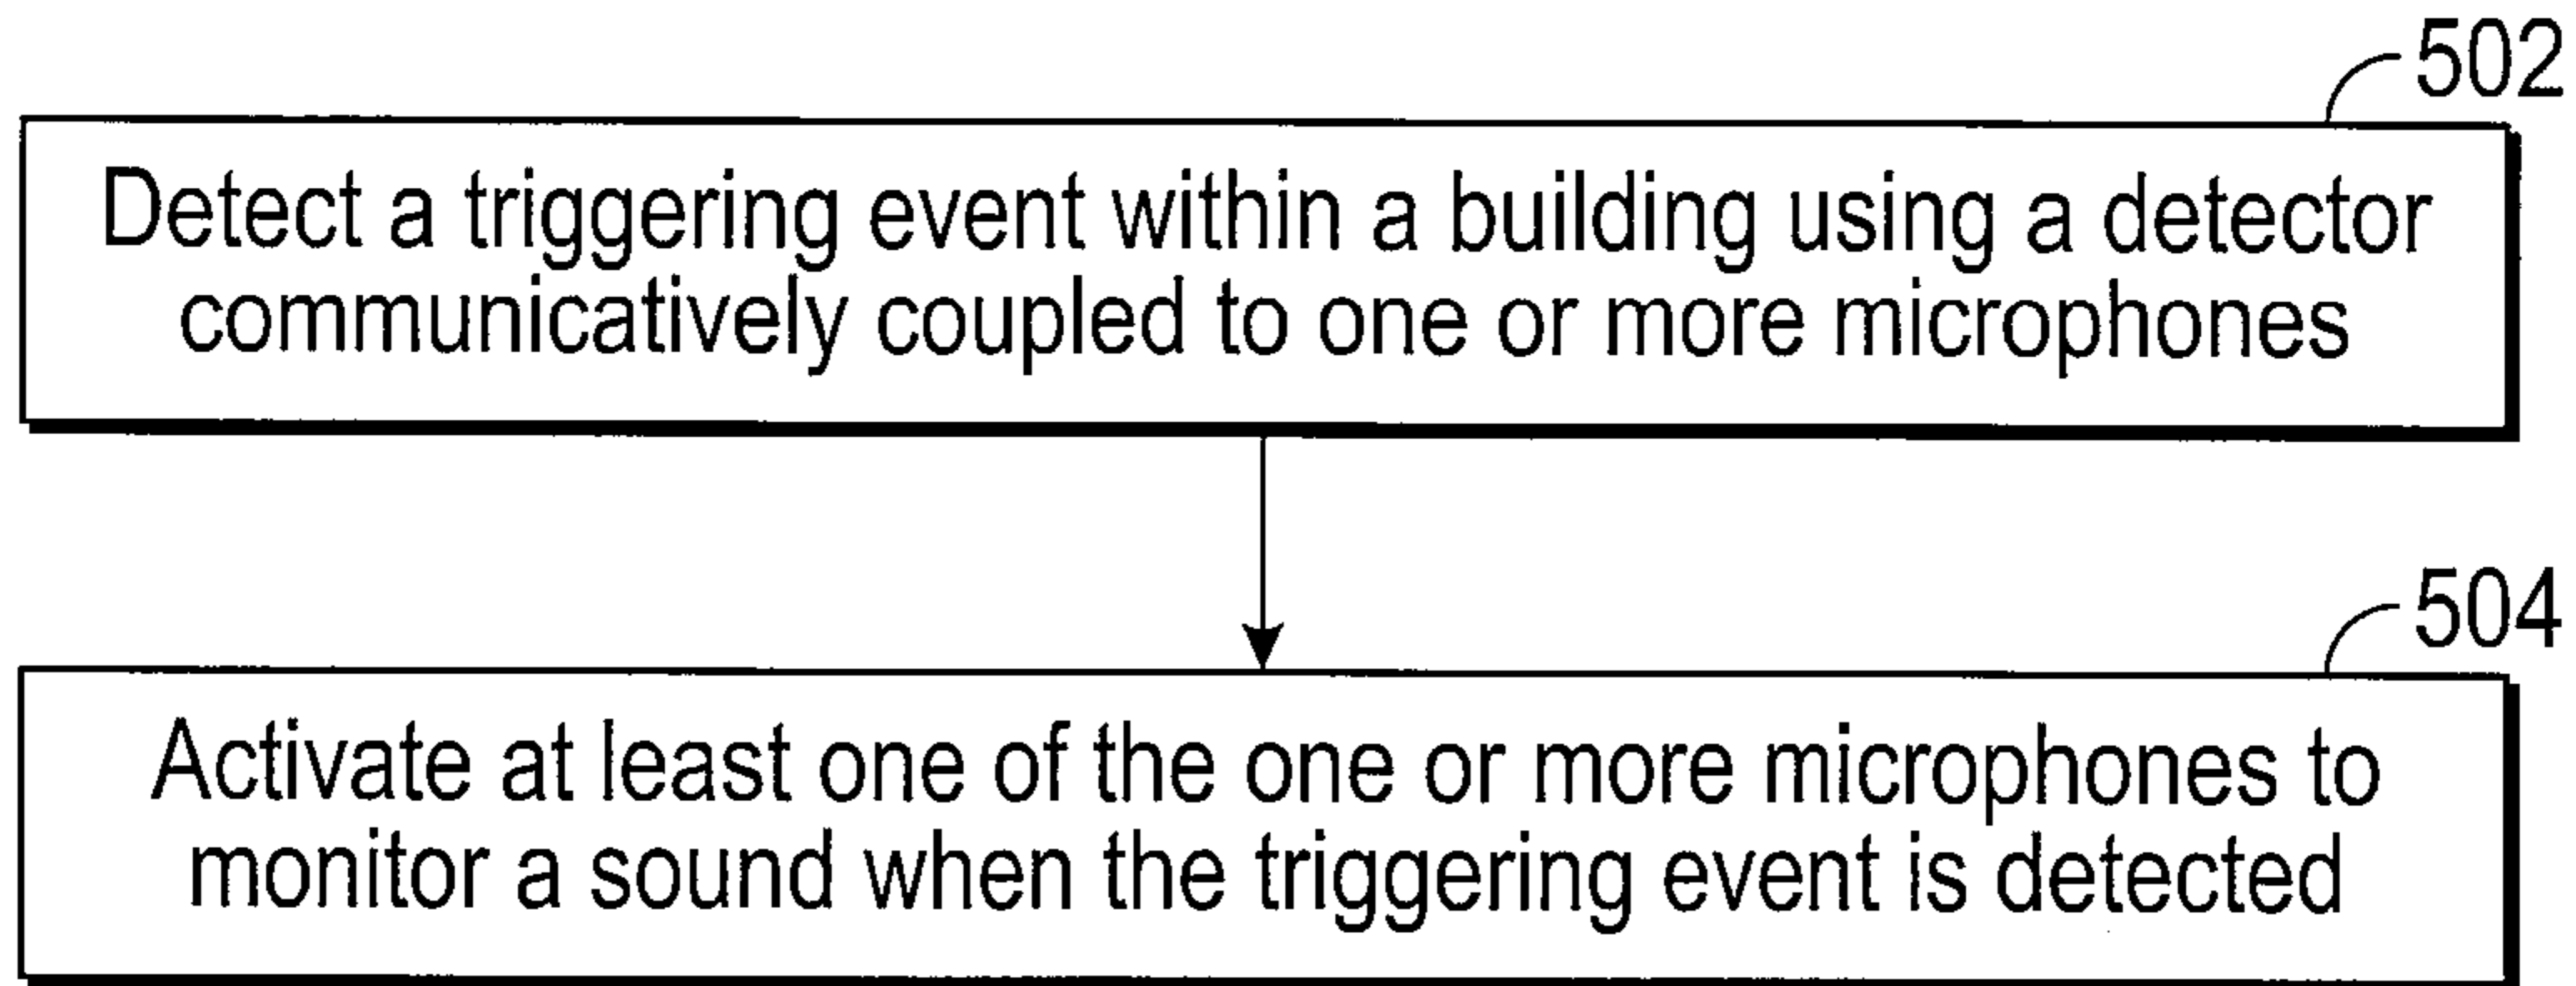 502
Detect a triggering event within a building using a detector
communicatively coupled to one or more microphones
504
Activate at least one of the one or more microphones to
monitor a sound when the triggering event is detected